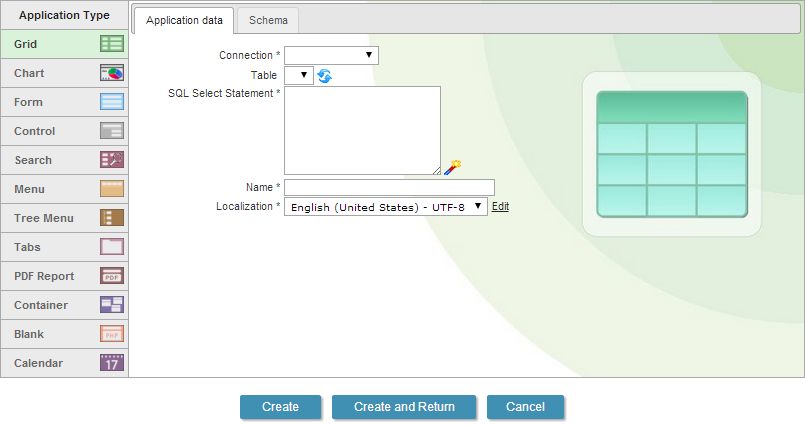 Application Type
Grid
Chart
Form
Control
Search
Menu
Tree Menu
Tabs
PDF Report
PDF
Container
Blank
PHP
Calendar
17
Application data
Schema
Connection *
Table
SQL Select Statement *
Name *
Localization * English (United States) - UTF-8 Edit
Create
Create and Return
Cancel